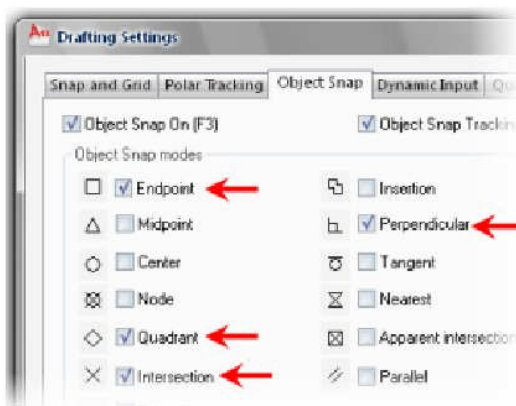 Drafting Settings
Snap and Grid Polar Tracking Object Snap Dynamic Input
Object Snap On (F3)
Object Snap
Object Snap modes
Endpoint
Midpoint
Center
Node
Quadrant
Intersection
Insertion
Perpendicular
Tangent
Nearest
Apparent intersection
Parallel